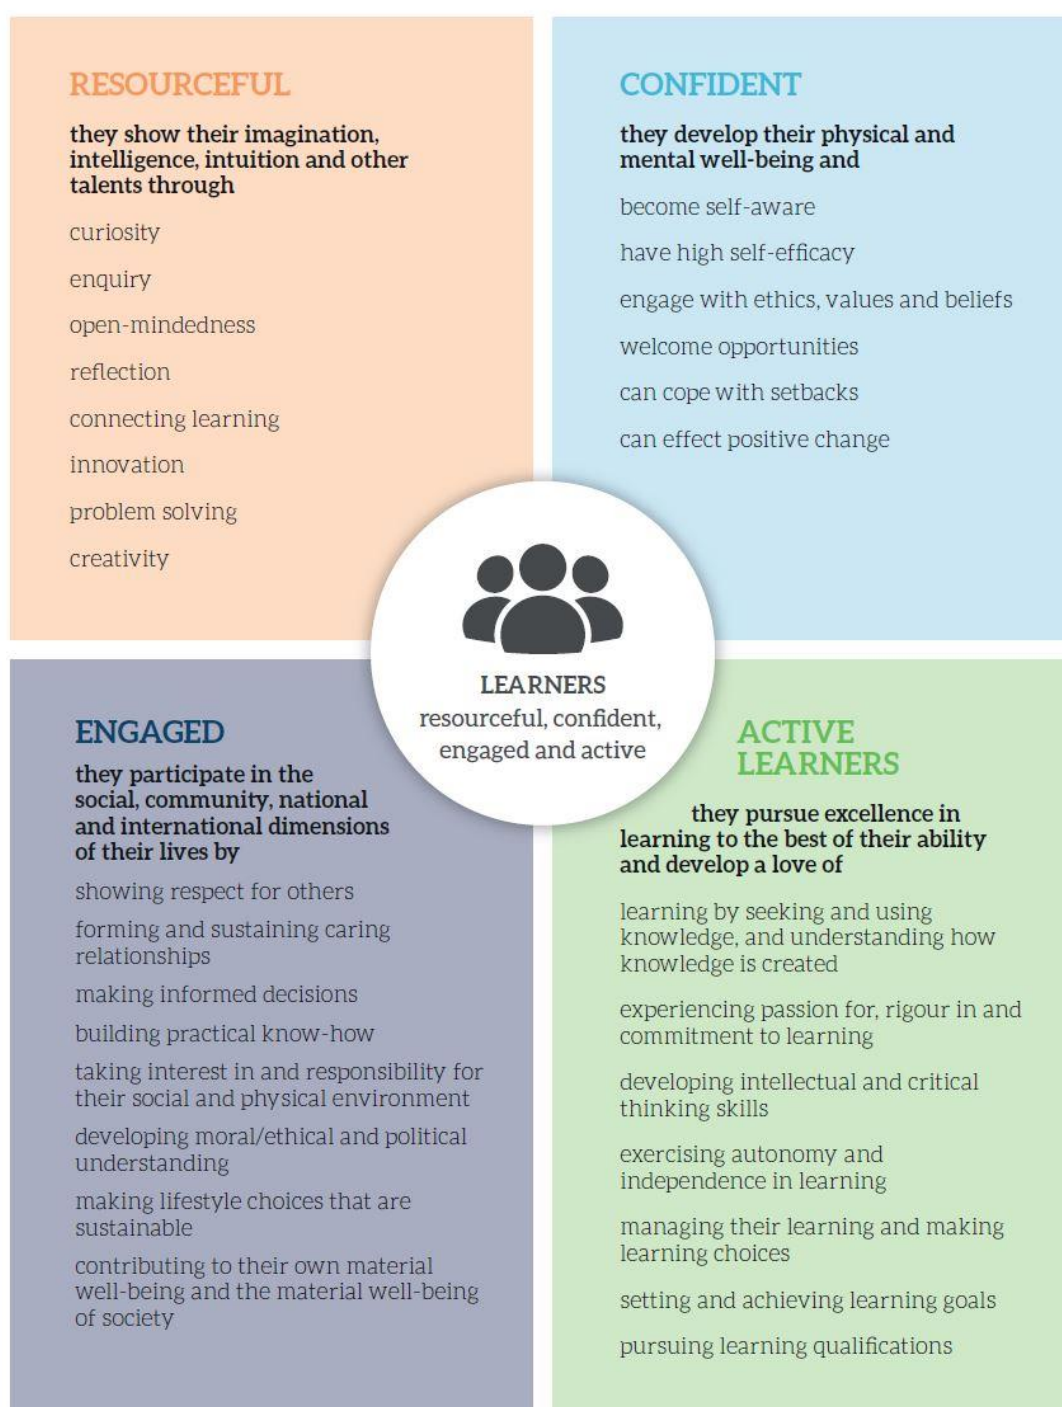 RESOURCEFUL
they show their imagination,
intelligence, intuition and other
talents through
curiosity
enquiry
open-mindedness
reflection
connecting learning
innovation
problem solving
creativity
CONFIDENT
they develop their physical and
mental well-being and
become self-aware
have high self-efficacy
engage with ethics, values and beliefs
welcome opportunities
can cope with setbacks
can effect positive change
LEARNERS
resourceful, confident,
engaged and active
ENGAGED
they participate in the
social, community, national
and international dimensions
of their lives by
showing respect for others
forming and sustaining caring
relationships
making informed decisions
building practical know-how
taking interest in and responsibility for
their social and physical environment
developing moral/ethical and political
understanding
making lifestyle choices that are
sustainable
contributing to their own material
well-being and the material well-being
of society
ACTIVE
LEARNERS
they pursue excellence in
learning to the best of their ability
and develop a love of
learning by seeking and using
knowledge, and understanding how
knowledge is created
experiencing passion for, rigour in and
commitment to learning
developing intellectual and critical
thinking skills
exercising autonomy and
independence in learning
managing their learning and making
learning choices
setting and achieving learning goals
pursuing learning qualifications